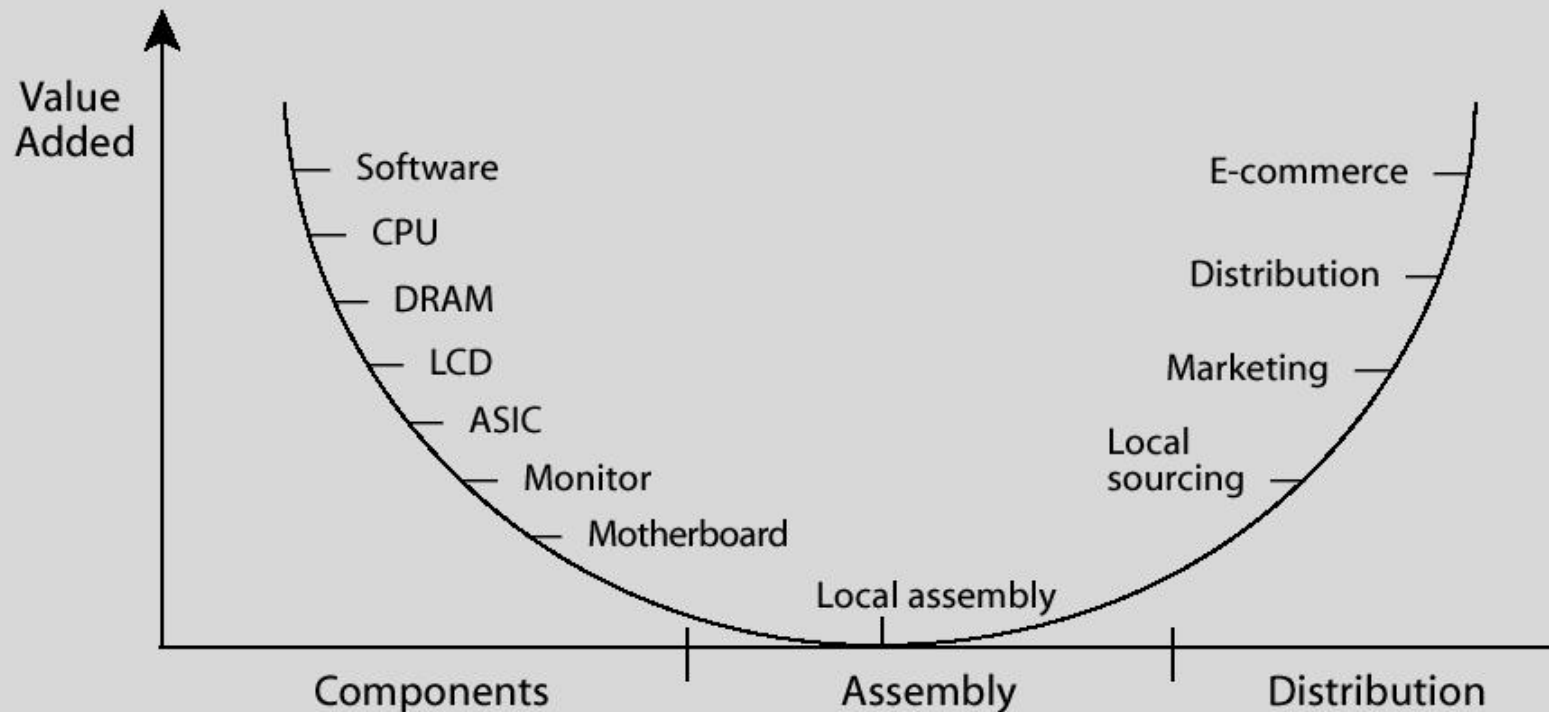 Value
Added
Software
E-commerce
CPU
Distribution
DRAM
LCD
Marketing
ASIC
Local
sourcing
Monitor
Motherboard
Local assembly
Components
Assembly
Distribution